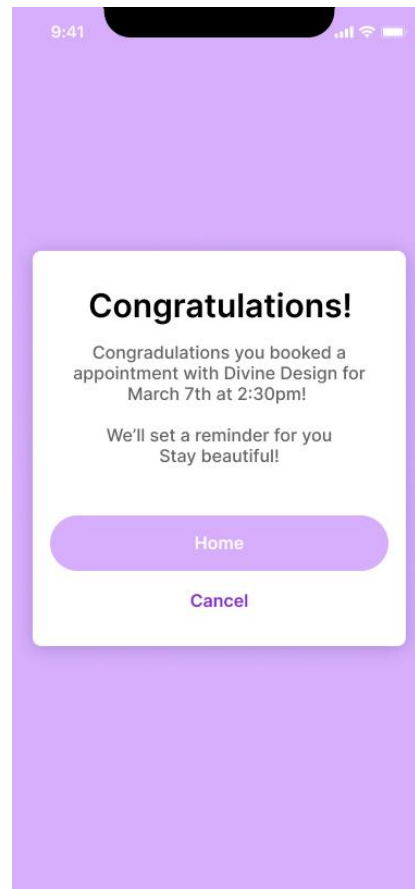 9:41
Congratulations!
Congradulations you booked a
appointment with Divine Design for
March 7th at 2:30pm!
We’ll set a reminder for you
Stay beautiful!
Home
Cancel